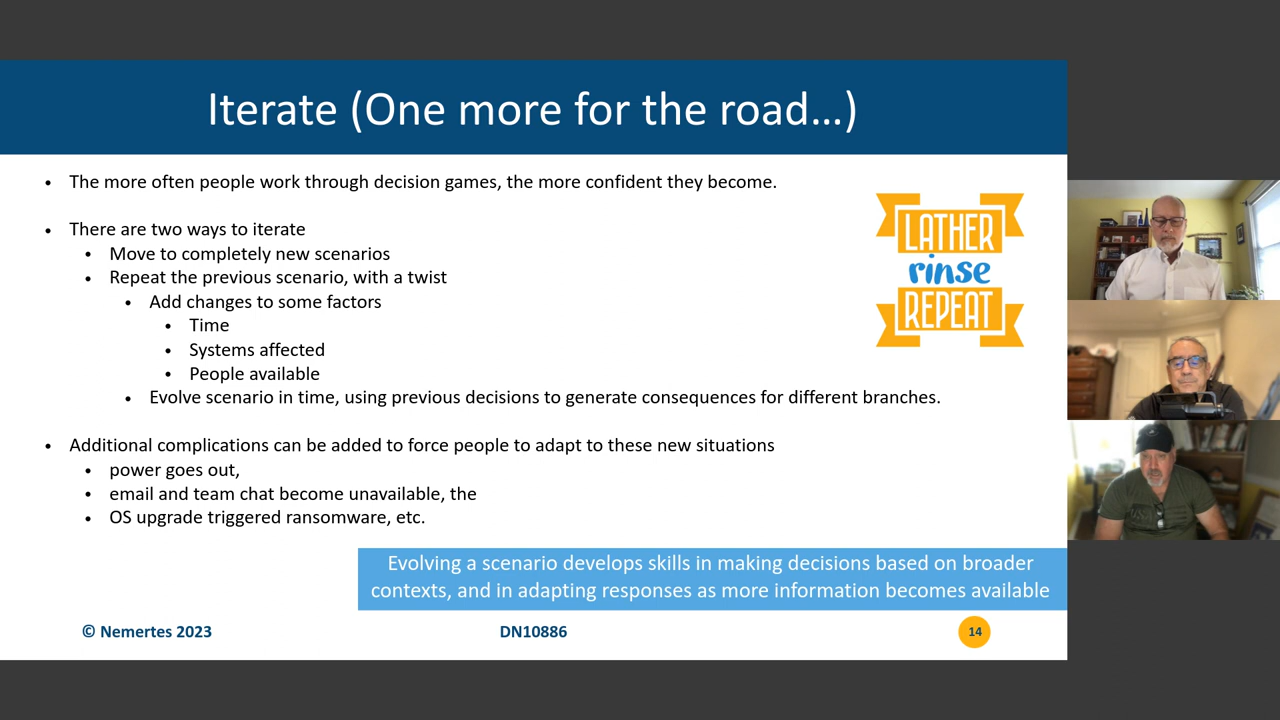 Iterate (One more for the road…)
• The more often people work through decision games, the more confident they become.
• There are two ways to iterate
• Move to completely new scenarios
• Repeat the previous scenario, with a twist
• Add changes to some factors
• Time
• Systems affected
• People available
• Evolve scenario in time, using previous decisions to generate consequences for different branches.
• Additional complications can be added to force people to adapt to these new situations
• power goes out,
• email and team chat become unavailable, the
• OS upgrade triggered ransomware, etc.
LATHER
rinse
REPEAT
Evolving a scenario develops skills in making decisions based on broader
contexts, and in adapting responses as more information becomes available
© Nemertes 2023
DN10886
14